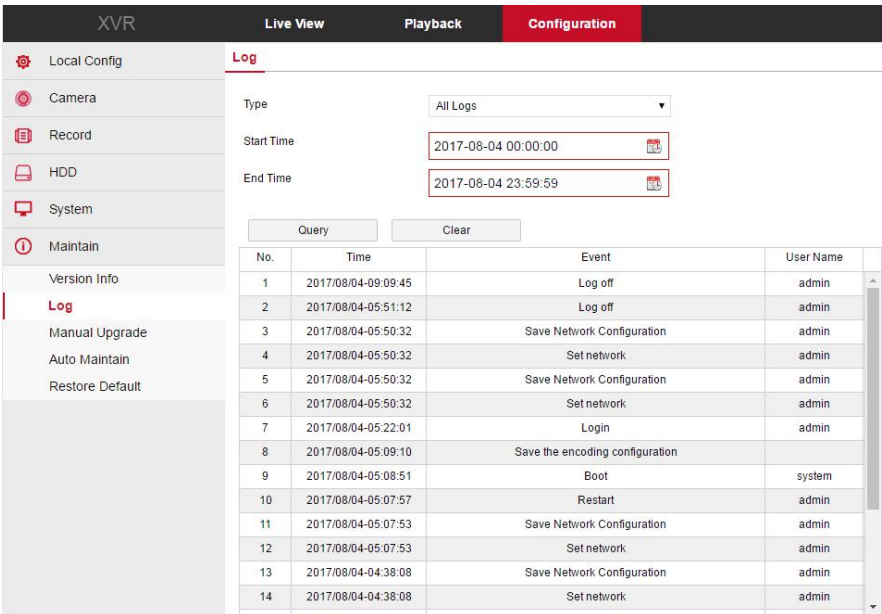 XVR Live View Playback Configuration
Local Config
Camera
Record
HDD
System
Maintain
Version Info
Log
Manual Upgrade
Auto Maintain
Restore Default
Log
Type All Logs
Start Time 2017-08-04 00:00:00
End Time 2017-08-04 23:59:59
Query Clear
No. Time Event User Name
1 2017/08/04-09:09:45 Log off admin
2 2017/08/04-05:51:12 Log off admin
3 2017/08/04-05:50:32 Save Network Configuration admin
4 2017/08/04-05:50:32 Set network admin
5 2017/08/04-05:50:32 Save Network Configuration admin
6 2017/08/04-05:50:32 Set network admin
7 2017/08/04-05:22:01 Login admin
8 2017/08/04-05:09:10 Save the encoding configuration
9 2017/08/04-05:08:51 Boot system
10 2017/08/04-05:07:57 Restart admin
11 2017/08/04-05:07:53 Save Network Configuration admin
12 2017/08/04-05:07:53 Set network admin
13 2017/08/04-04:38:08 Save Network Configuration admin
14 2017/08/04-04:38:08 Set network admin